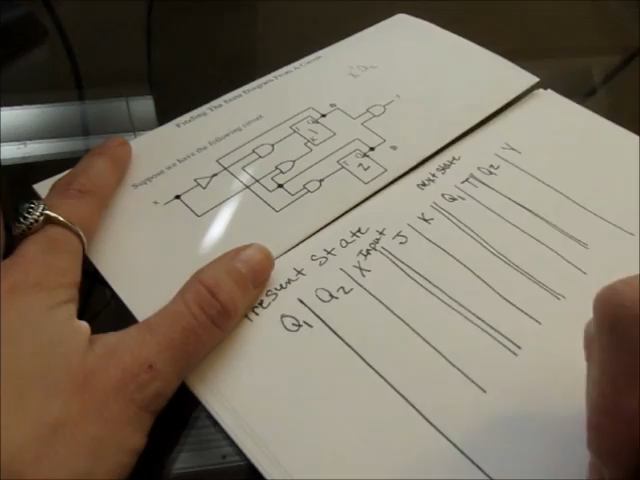 Finding The State Diagram From A Circuit
X'Q2
Suppose we have the following circuit
X
J Q
K 1
T Q
2
Y
Present State
Input
next state
Q1 Q2 X J K Q1 T Q2 Y